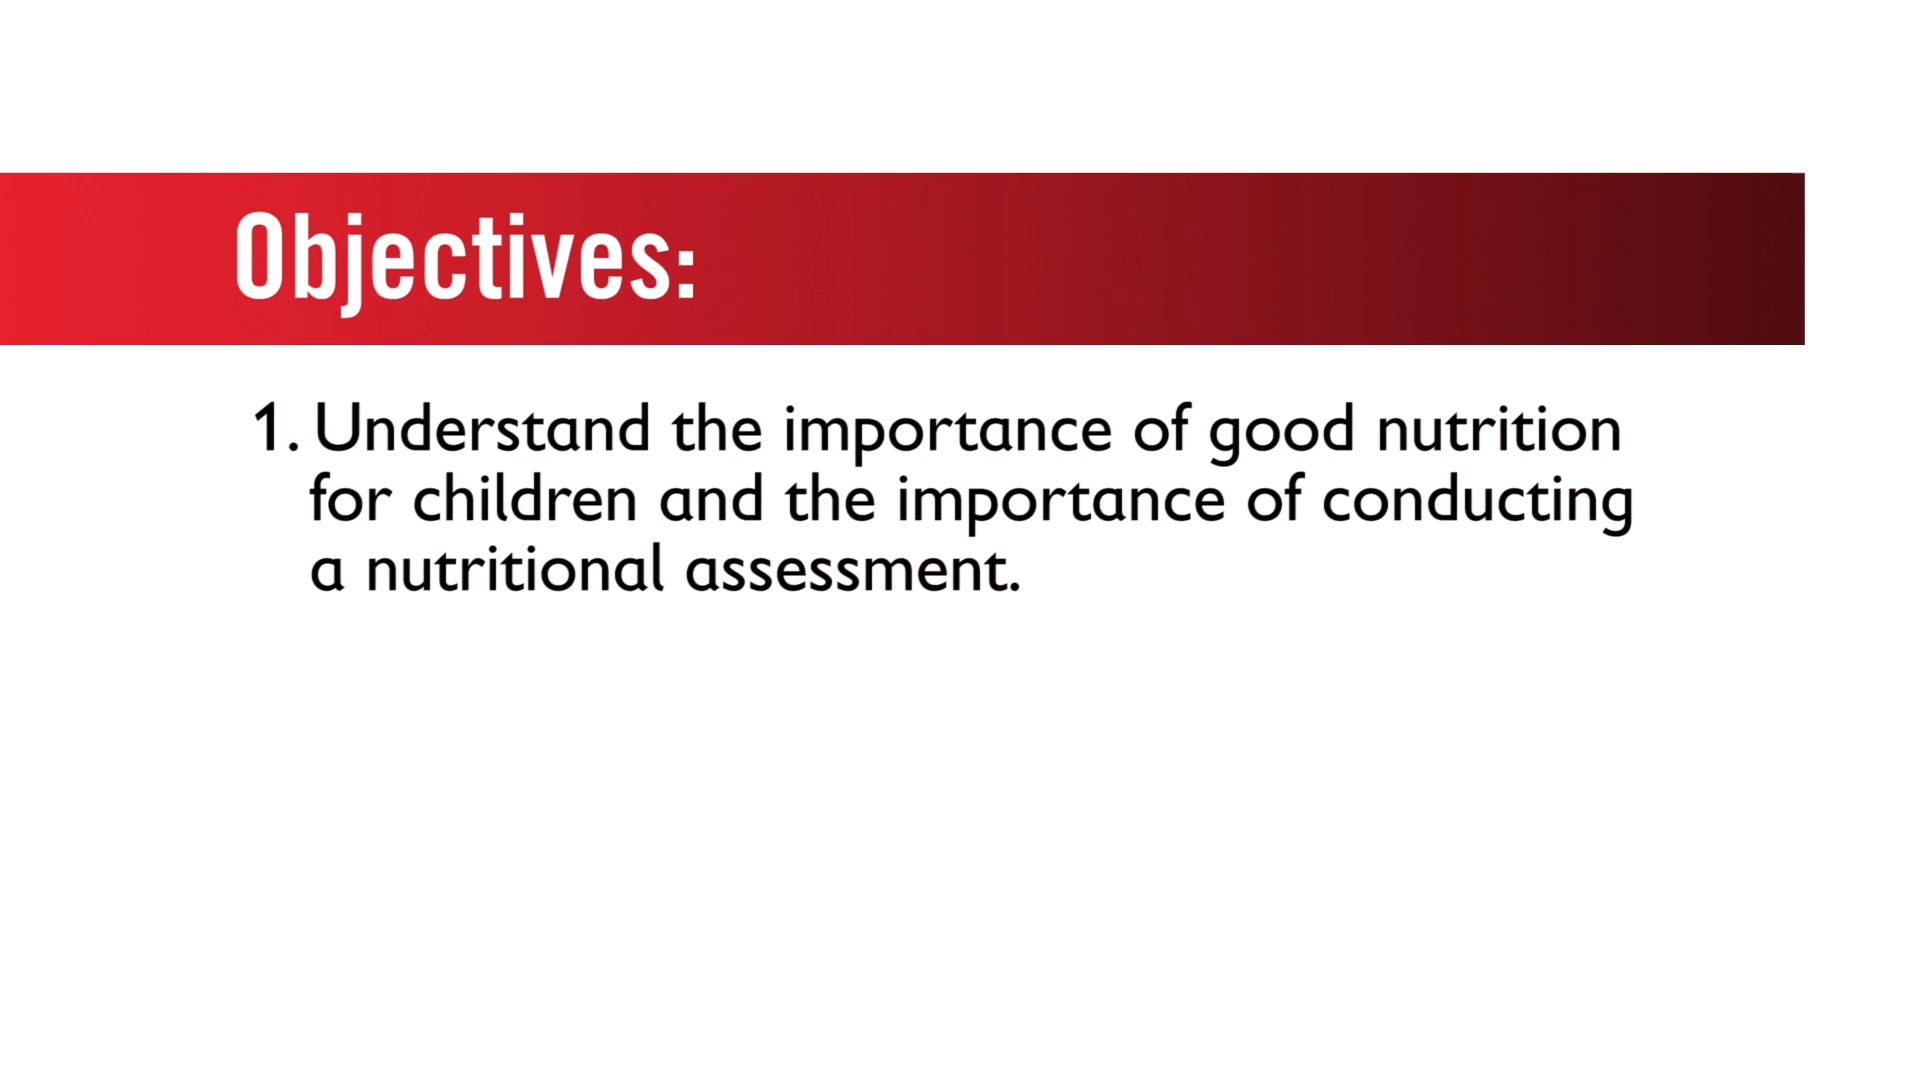 Objectives:
1. Understand the importance of good nutrition
for children and the importance of conducting
a nutritional assessment.